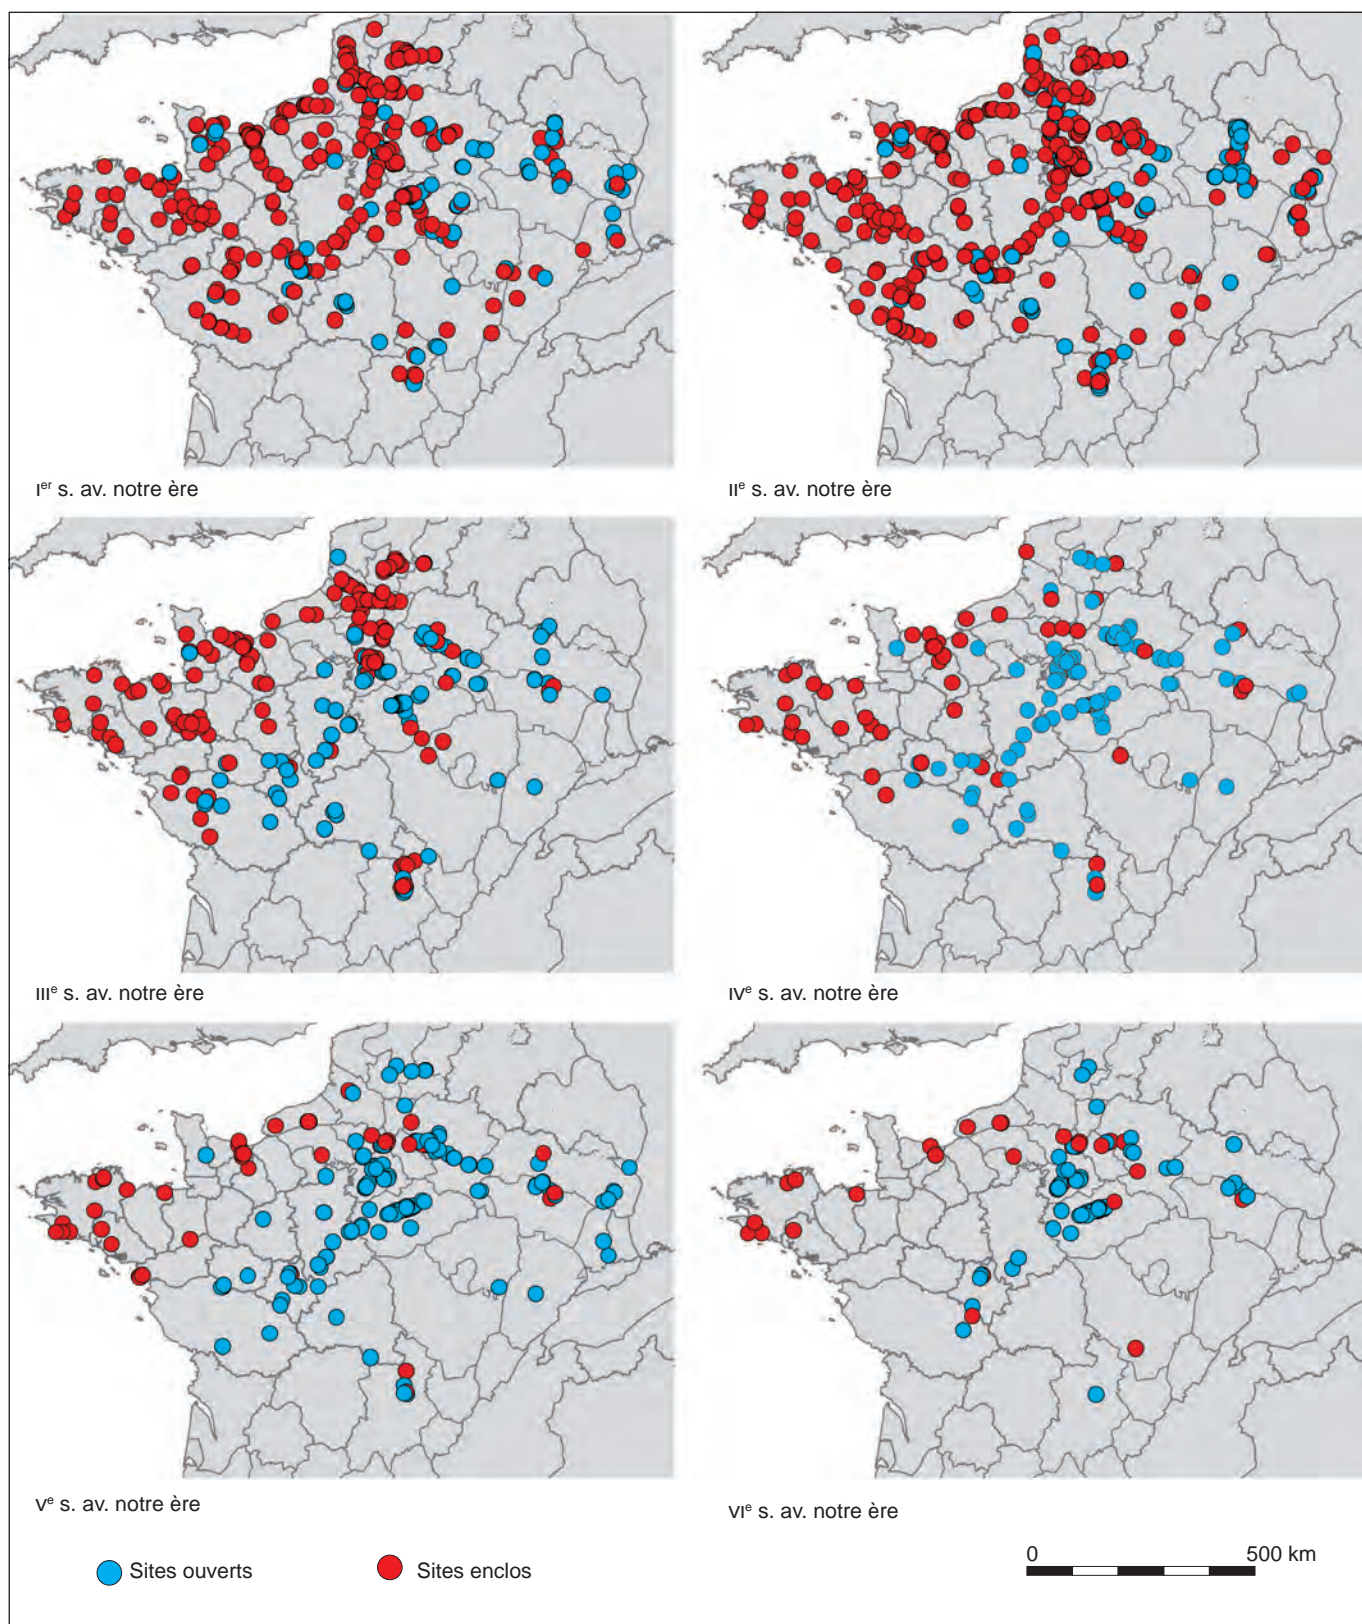 Iᵉʳ s. av. notre ère
IIᵉ s. av. notre ère
IIIᵉ s. av. notre ère
IVᵉ s. av. notre ère
Vᵉ s. av. notre ère
VIᵉ s. av. notre ère
Sites ouverts
Sites enclos
0 500 km